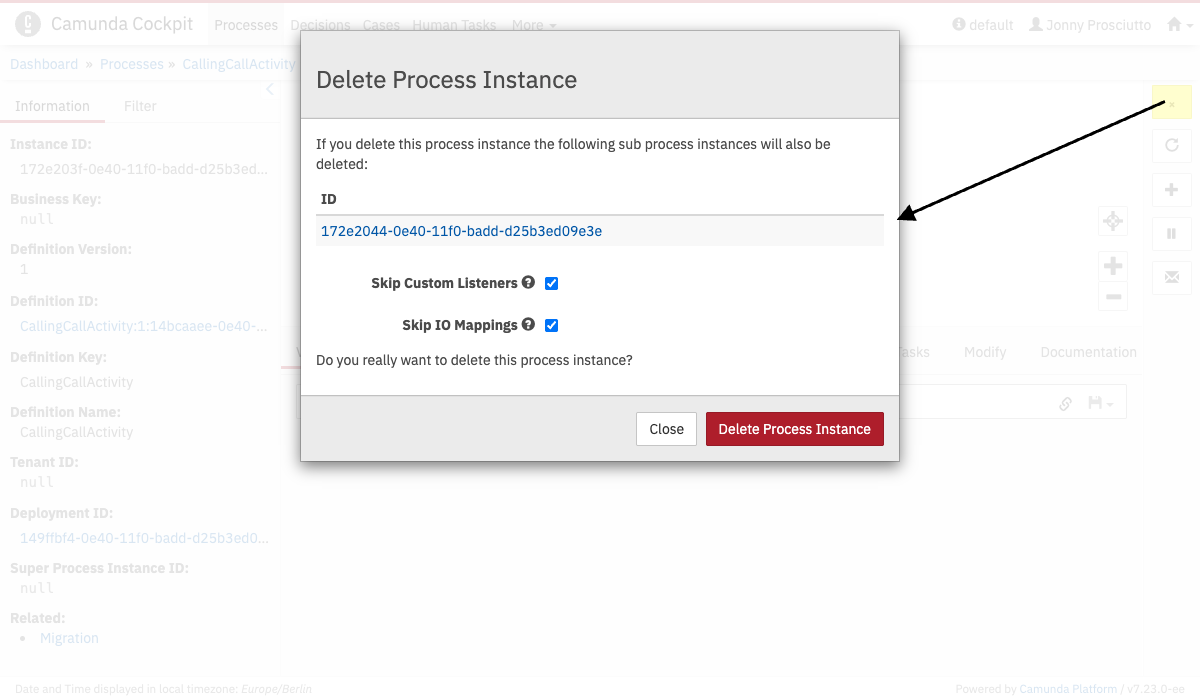 Camunda Cockpit Processes Decisions Cases Human Tasks More default Jonny Prosciutto
Dashboard » Processes » CallingCallActivity
Information Filter
Instance ID:
172e203f-0e40-11f0-badd-d25b3ed...
Business Key:
null
Definition Version:
1
Definition ID:
CallingCallActivity:1:14bcaaee-0e40-...
Definition Key:
CallingCallActivity
Definition Name:
CallingCallActivity
Tenant ID:
null
Deployment ID:
149ffbf4-0e40-11f0-badd-d25b3ed0...
Super Process Instance ID:
null
Related:
• Migration
Delete Process Instance
If you delete this process instance the following sub process instances will also be
deleted:
ID
172e2044-0e40-11f0-badd-d25b3ed09e3e
Skip Custom Listeners
Skip IO Mappings
Do you really want to delete this process instance?
Close Delete Process Instance
Tasks Modify Documentation
Date and Time displayed in local timezone: Europe/Berlin
Powered by Camunda Platform / v7.23.0-ee